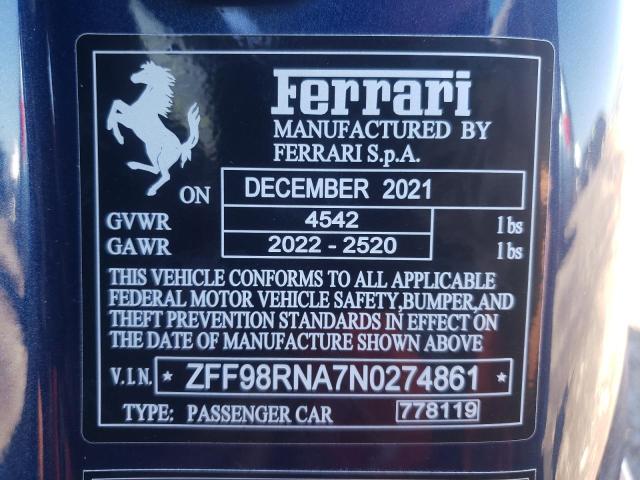 Ferrari
MANUFACTURED BY
FERRARI S.p.A.
ON DECEMBER 2021
GVWR 4542 lbs
GAWR 2022 - 2520 lbs
THIS VEHICLE CONFORMS TO ALL APPLICABLE
FEDERAL MOTOR VEHICLE SAFETY,BUMPER,AND
THEFT PREVENTION STANDARDS IN EFFECT ON
THE DATE OF MANUFACTURE SHOWN ABOVE
V.I.N. * ZFF98RNA7N0274861 *
TYPE: PASSENGER CAR 778119